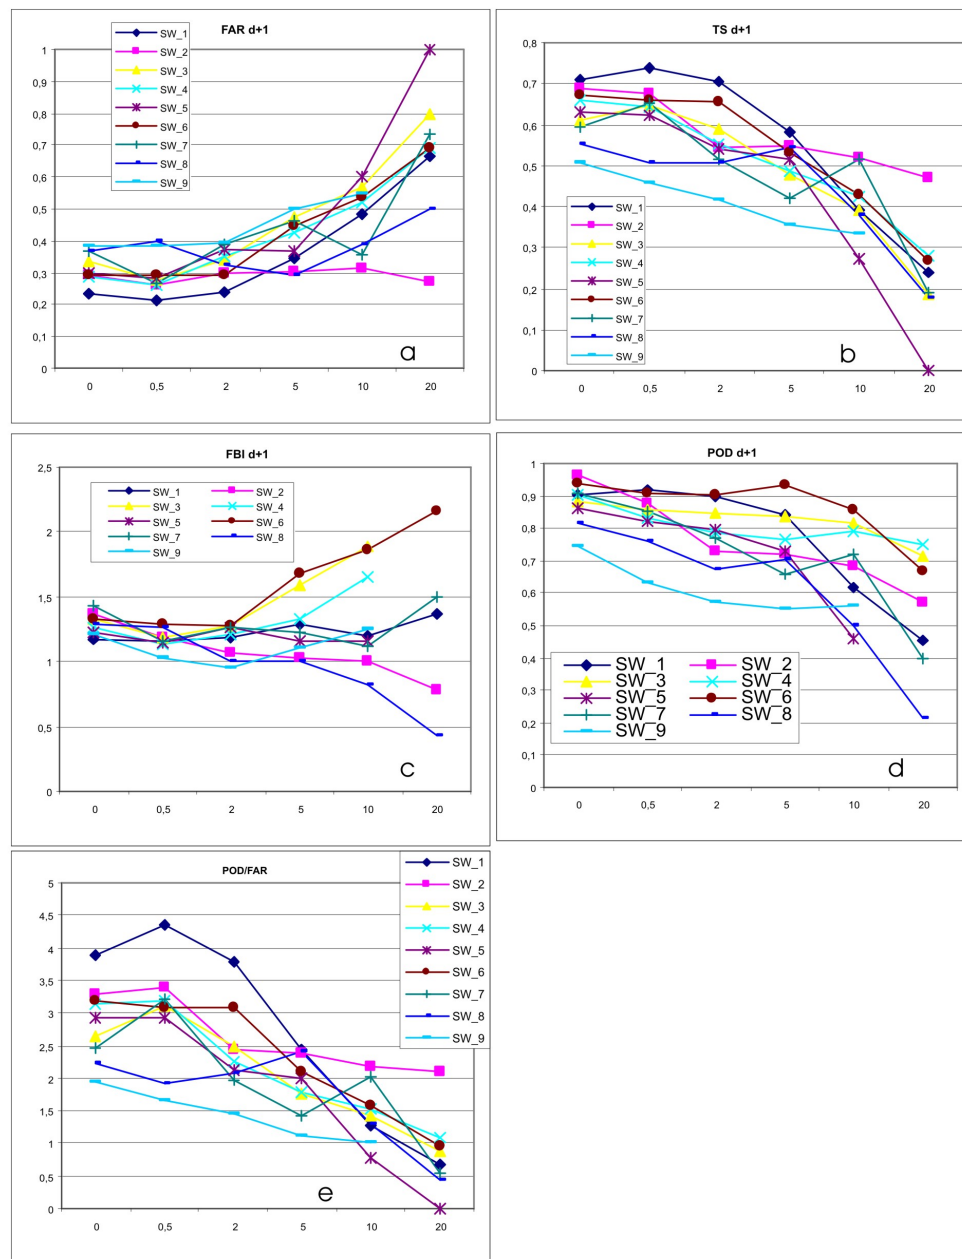 FAR d+1
SW_1
SW_2
SW_3
SW_4
SW_5
SW_6
SW_7
SW_8
SW_9
1
0,9
0,8
0,7
0,6
0,5
0,4
0,3
0,2
0,1
0
0 0,5 2 5 10 20
a
TS d+1
0,8
0,7
0,6
0,5
0,4
0,3
0,2
0,1
0
SW_1
SW_2
SW_3
SW_4
SW_5
SW_6
SW_7
SW_8
SW_9
0 0,5 2 5 10 20
b
FBI d+1
2,5
2
1,5
1
0,5
0
SW_1 SW_2
SW_3 SW_4
SW_5 SW_6
SW_7 SW_8
SW_9
0 0,5 2 5 10 20
c
POD d+1
1
0,9
0,8
0,7
0,6
0,5
0,4
0,3
0,2
0,1
0
SW_1 SW_2
SW_3 SW_4
SW_5 SW_6
SW_7 SW_8
SW_9
0 0,5 2 5 10 20
d
POD/FAR
5
4,5
4
3,5
3
2,5
2
1,5
1
0,5
0
SW_1
SW_2
SW_3
SW_4
SW_5
SW_6
SW_7
SW_8
SW_9
0 0,5 2 5 10 20
e